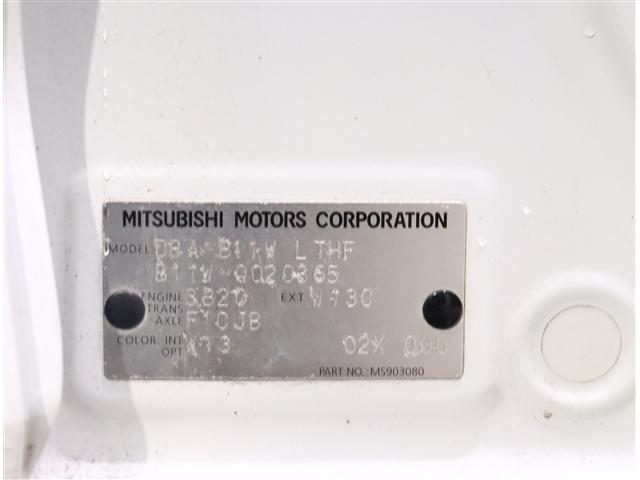 MITSUBISHI MOTORS CORPORATION
MODEL DBA-B11W LTHF
B11W-0020365
ENGINE 3B20 EXT W13C
TRANS
AXLE F1CJB
COLOR. INT W13 02X 000
OPT
PART NO.: MS903080